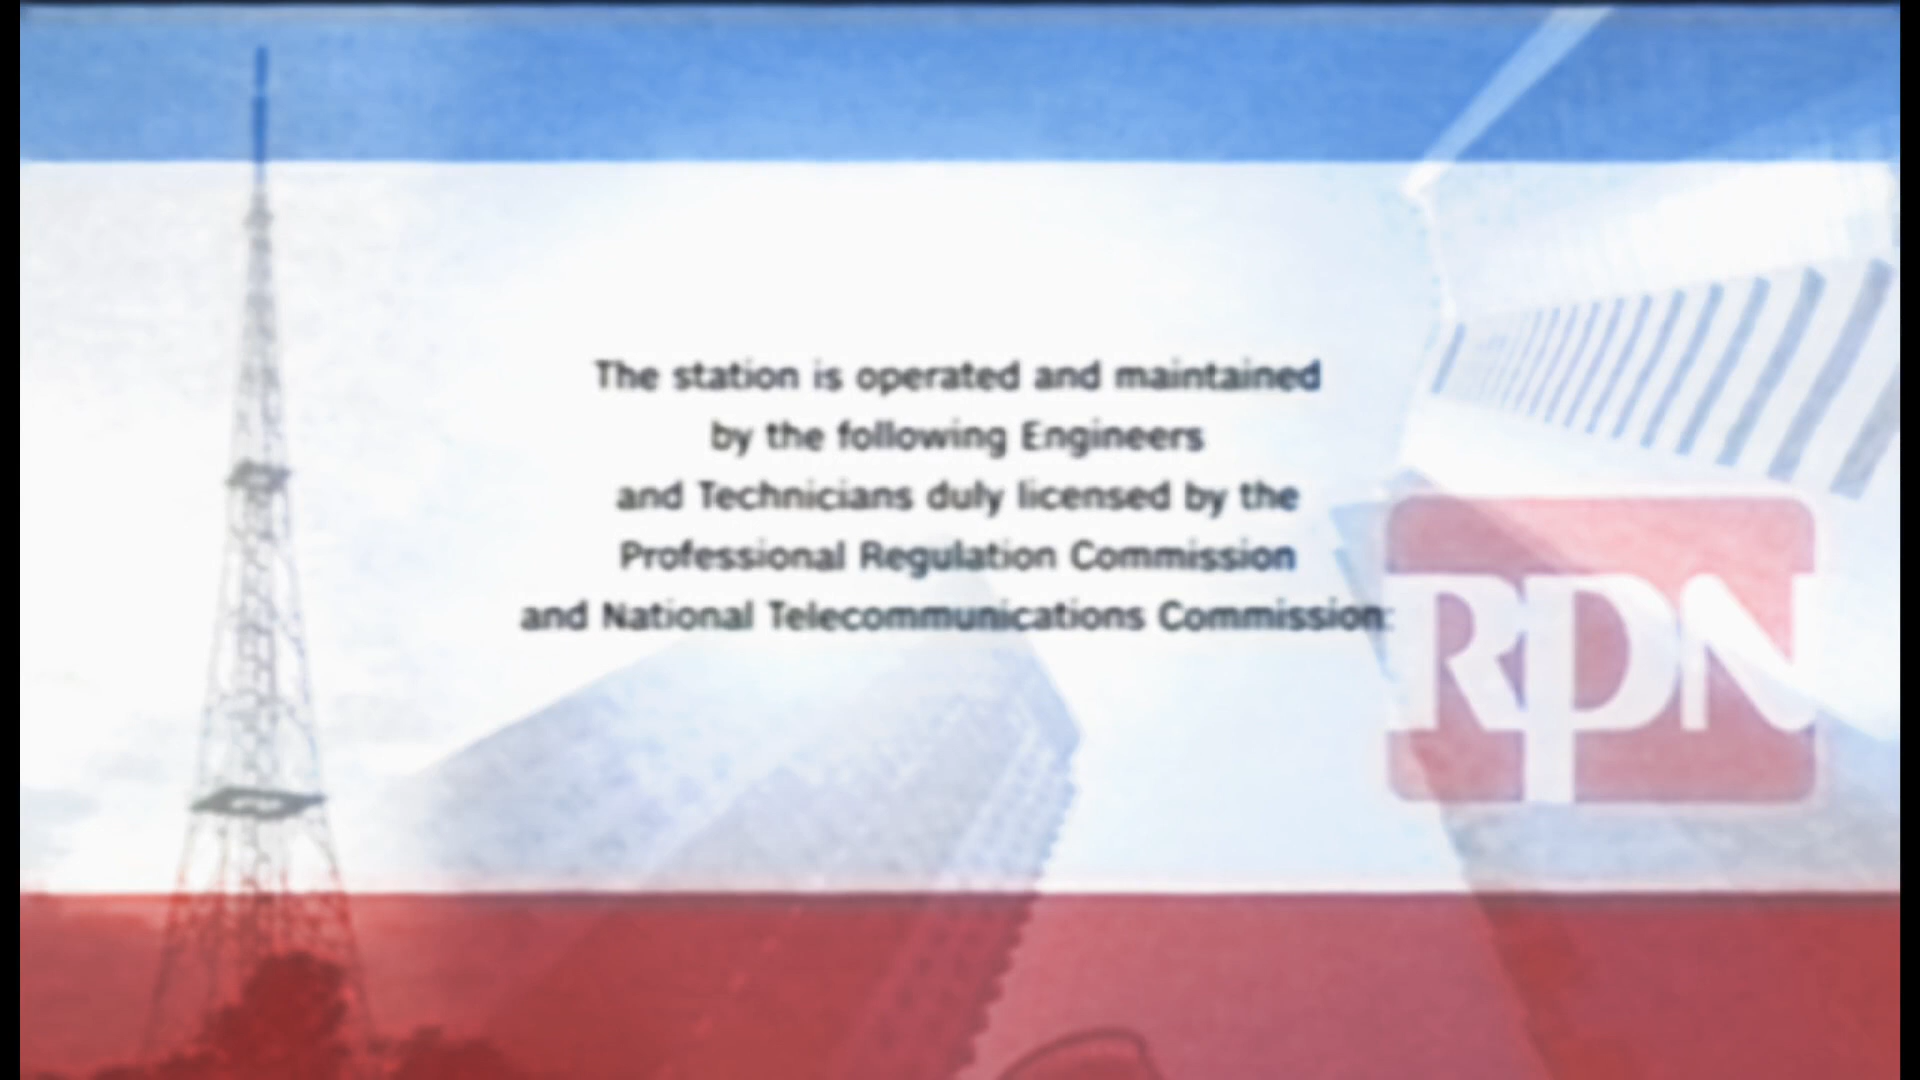 The station is operated and maintained
by the following Engineers
and Technicians duly licensed by the
Professional Regulation Commission
and National Telecommunications Commission:
RPN